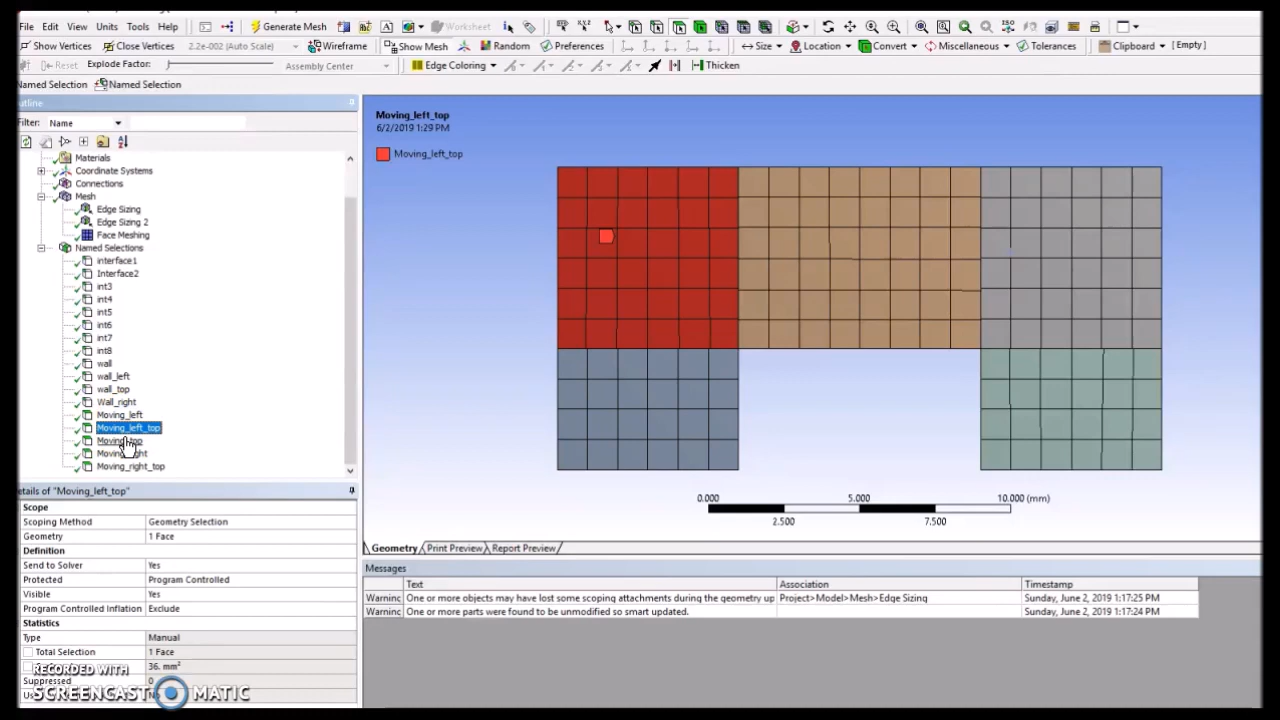 File Edit View Units Tools Help Generate Mesh Worksheet
Show Vertices Close Vertices 2.2e-002 (Auto Scale) Wireframe Show Mesh Random Preferences Size Location Convert Miscellaneous Tolerances Clipboard [Empty]
Reset Explode Factor: Assembly Center Edge Coloring Thicken
Named Selection Named Selection
utline
Filter: Name
Materials
Coordinate Systems
Connections
Mesh
Edge Sizing
Edge Sizing 2
Face Meshing
Named Selections
interface1
Interface2
int3
int4
int5
int6
int7
int8
wall
wall_left
wall_top
Wall_right
Moving_left
Moving_left_top
Moving_right_top
Moving_left_top
6/2/2019 1:29 PM
Moving_left_top
0.000 5.000 10.000 (mm)
2.500 7.500
Geometry Print Preview Report Preview
etails of "Moving_left_top"
Scope
Scoping Method Geometry Selection
Geometry 1 Face
Definition
Send to Solver Yes
Protected Program Controlled
Visible Yes
Program Controlled Inflation Exclude
Statistics
Type Manual
Total Selection 1 Face
36. mm²
Suppressed 0
RECORDED WITH
SCREENCAST MATIC
Messages
Text Association Timestamp
Warninc One or more objects may have lost some scoping attachments during the geometry up Project>Model>Mesh>Edge Sizing Sunday, June 2, 2019 1:17:25 PM
Warninc One or more parts were found to be unmodified so smart updated. Sunday, June 2, 2019 1:17:24 PM